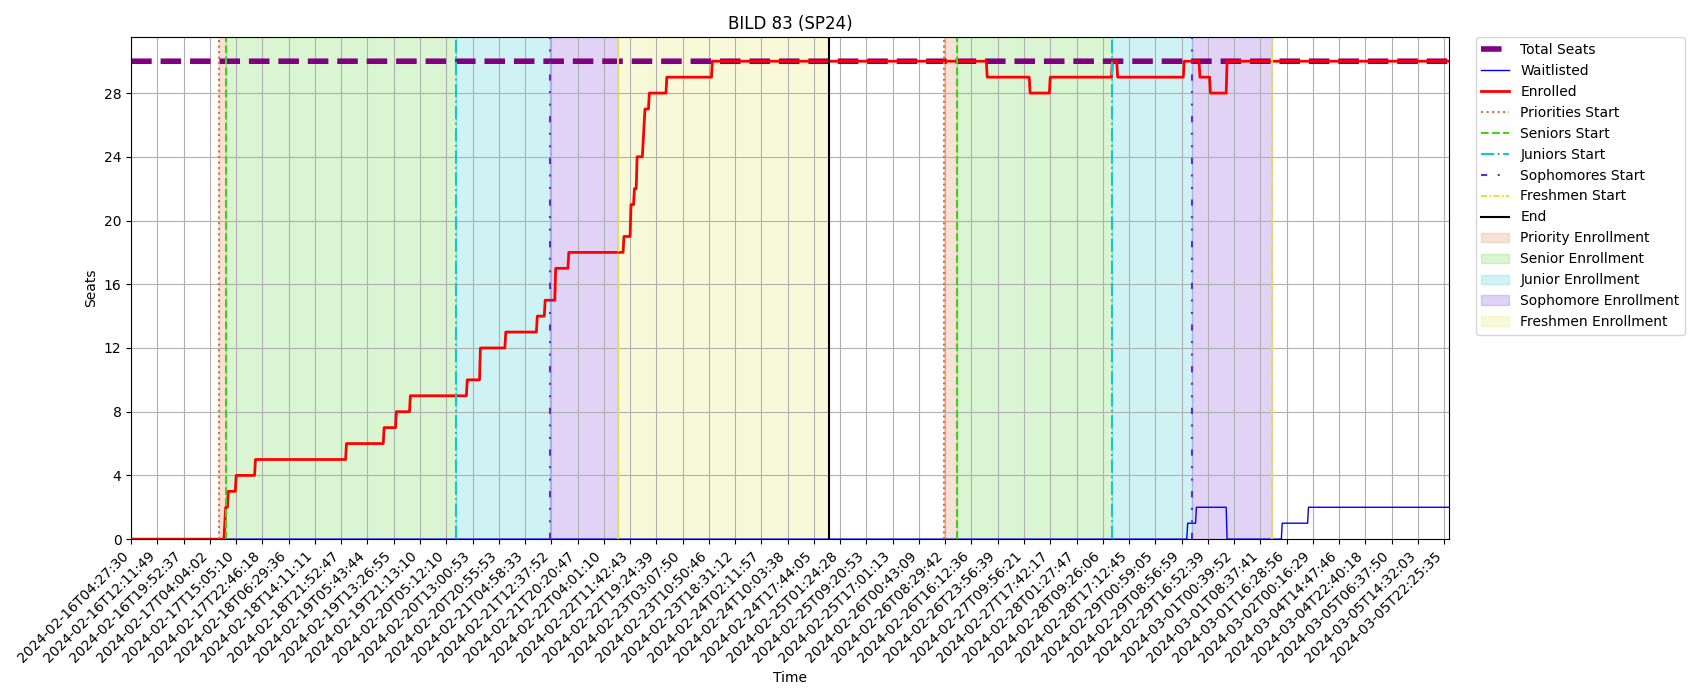 BILD 83 (SP24)
Seats
28
24
20
16
12
8
4
0
2024-02-16T04:27:30
2024-02-16T12:11:49
2024-02-16T19:52:37
2024-02-17T04:04:02
2024-02-17T15:05:16
2024-02-17T22:46:18
2024-02-18T06:29:36
2024-02-18T14:11:11
2024-02-18T21:52:47
2024-02-19T05:43:44
2024-02-19T13:26:55
2024-02-19T21:13:10
2024-02-20T05:12:10
2024-02-20T13:00:53
2024-02-20T20:55:53
2024-02-21T04:58:33
2024-02-21T12:37:52
2024-02-21T20:20:47
2024-02-22T04:01:10
2024-02-22T11:42:43
2024-02-22T19:24:39
2024-02-23T03:07:50
2024-02-23T10:50:46
2024-02-23T18:31:12
2024-02-24T02:11:57
2024-02-24T10:03:38
2024-02-24T17:44:05
2024-02-25T01:24:28
2024-02-25T09:20:53
2024-02-25T17:01:13
2024-02-26T00:43:09
2024-02-26T08:29:42
2024-02-26T16:12:36
2024-02-26T23:56:39
2024-02-27T09:56:21
2024-02-27T17:42:17
2024-02-28T01:27:47
2024-02-28T09:26:06
2024-02-28T17:12:45
2024-02-29T00:59:05
2024-02-29T08:56:59
2024-02-29T16:52:39
2024-03-01T00:39:52
2024-03-01T08:37:41
2024-03-01T16:28:56
2024-03-02T00:16:29
2024-03-04T14:47:46
2024-03-04T22:40:18
2024-03-05T06:37:50
2024-03-05T14:32:03
2024-03-05T22:25:35
Time
Total Seats
Waitlisted
Enrolled
Priorities Start
Seniors Start
Juniors Start
Sophomores Start
Freshmen Start
End
Priority Enrollment
Senior Enrollment
Junior Enrollment
Sophomore Enrollment
Freshmen Enrollment